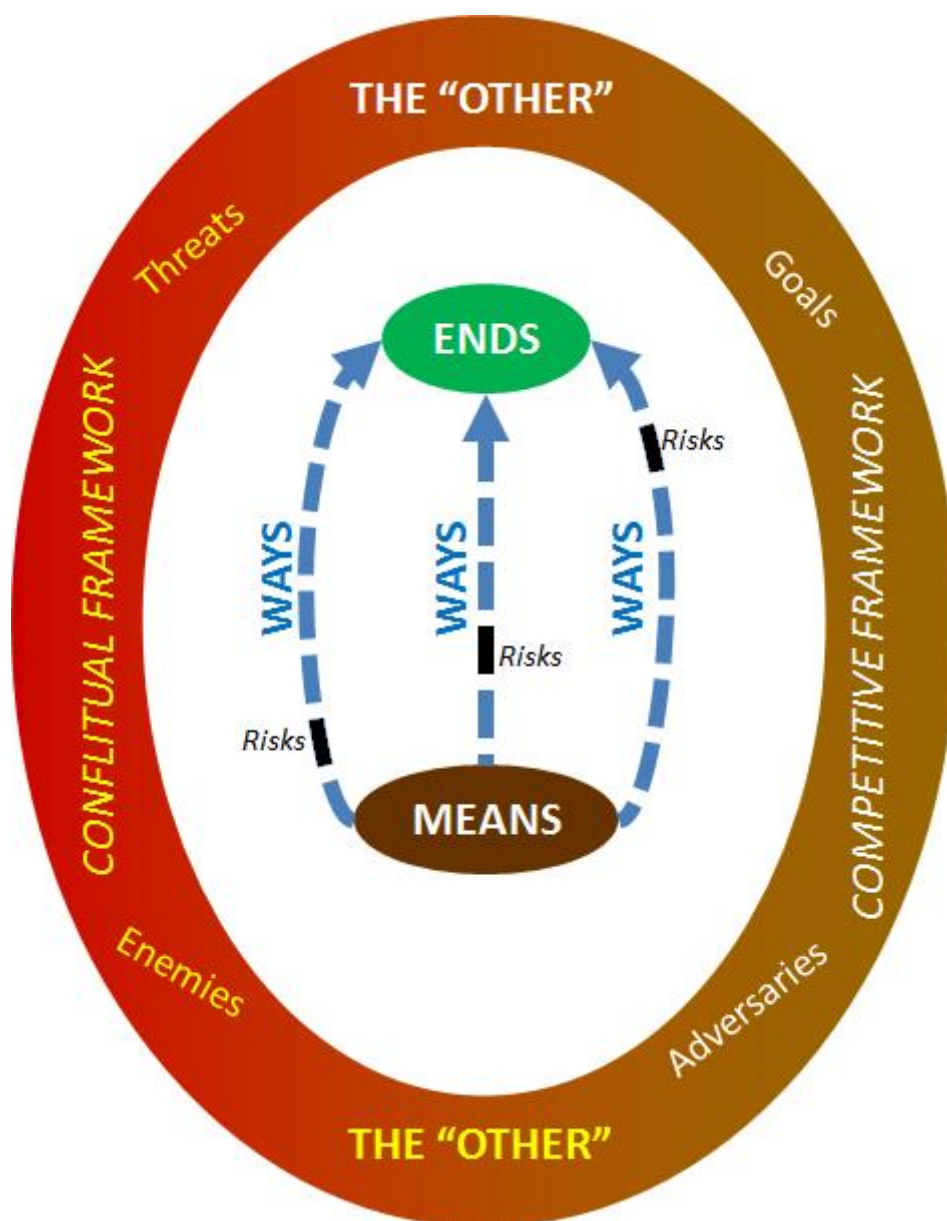 THE “OTHER”
Threats
Goals
ENDS
Risks
CONFLITUAL FRAMEWORK
WAYS
WAYS
WAYS
COMPETITIVE FRAMEWORK
Risks
Risks
MEANS
Enemies
Adversaries
THE “OTHER”